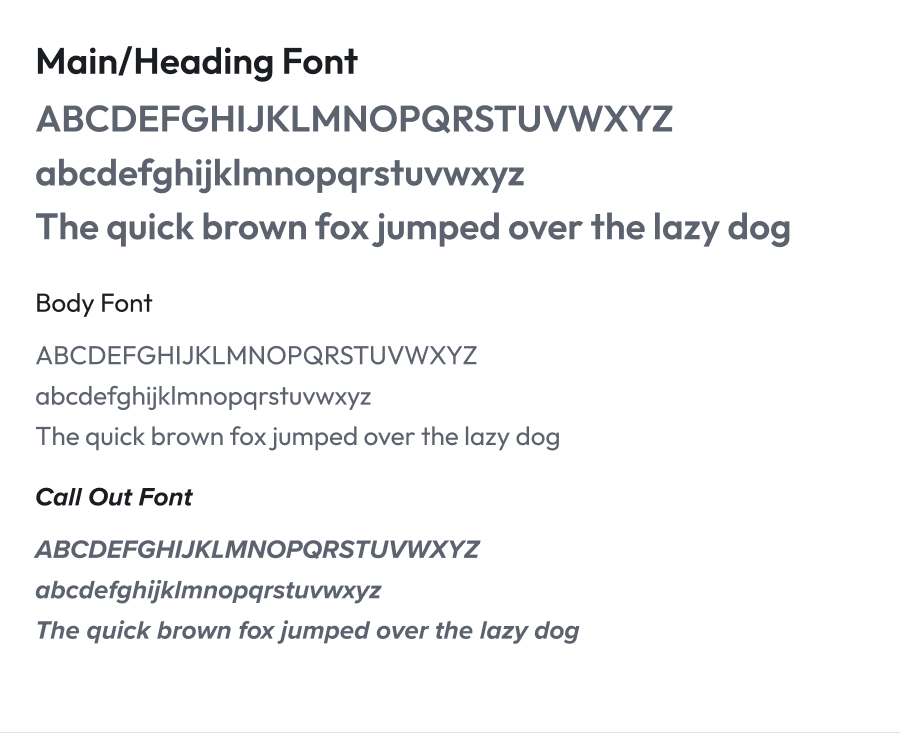 Main/Heading Font
ABCDEFGHIJKLMNOPQRSTUVWXYZ
abcdefghijklmnopqrstuvwxyz
The quick brown fox jumped over the lazy dog
Body Font
ABCDEFGHIJKLMNOPQRSTUVWXYZ
abcdefghijklmnopqrstuvwxyz
The quick brown fox jumped over the lazy dog
Call Out Font
ABCDEFGHIJKLMNOPQRSTUVWXYZ
abcdefghijklmnopqrstuvwxyz
The quick brown fox jumped over the lazy dog